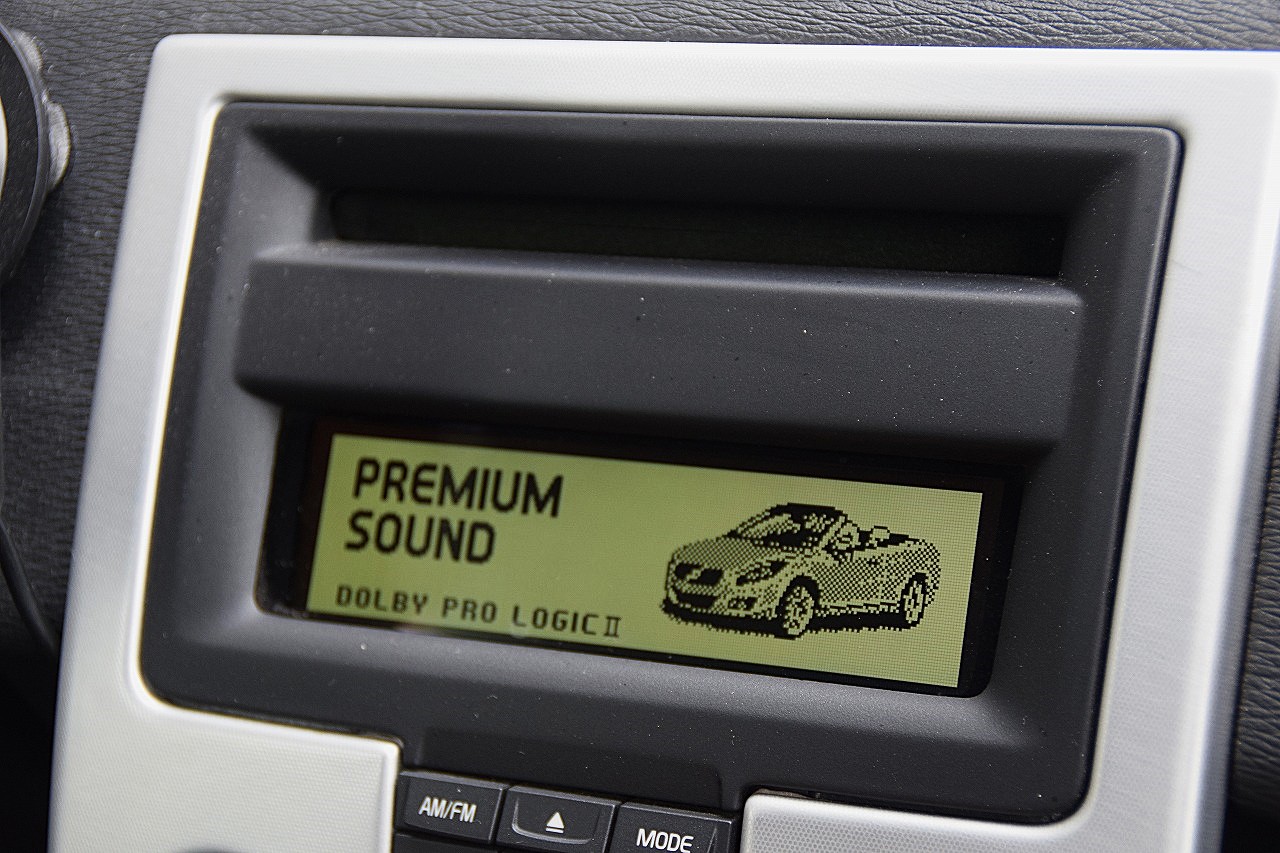 PREMIUM
SOUND
DOLBY PRO LOGIC II
AM/FM
MODE